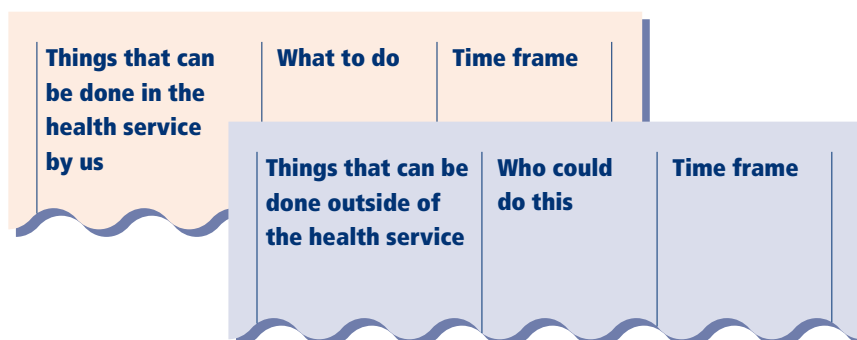 Things that can
be done in the
health service
by us
What to do
Time frame
Things that can be
done outside of
the health service
Who could
do this
Time frame